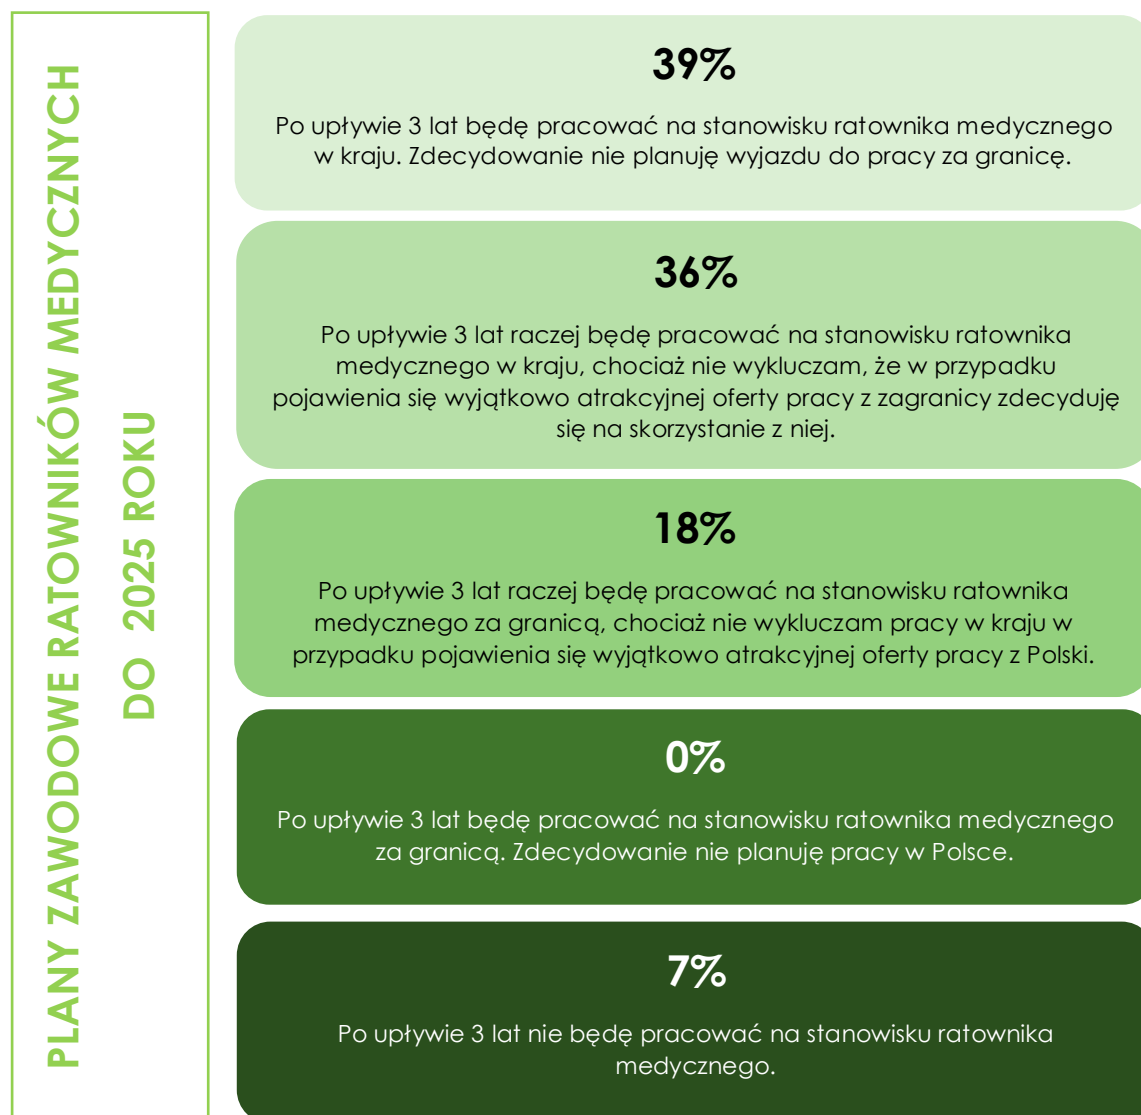 PLANY ZAWODOWE RATOWNIKÓW MEDYCZNYCH
DO 2025 ROKU
39%
Po upływie 3 lat będę pracować na stanowisku ratownika medycznego
w kraju. Zdecydowanie nie planuję wyjazdu do pracy za granicę.
36%
Po upływie 3 lat raczej będę pracować na stanowisku ratownika
medycznego w kraju, chociaż nie wykluczam, że w przypadku
pojawienia się wyjątkowo atrakcyjnej oferty pracy z zagranicy zdecyduję
się na skorzystanie z niej.
18%
Po upływie 3 lat raczej będę pracować na stanowisku ratownika
medycznego za granicą, chociaż nie wykluczam pracy w kraju w
przypadku pojawienia się wyjątkowo atrakcyjnej oferty pracy z Polski.
0%
Po upływie 3 lat będę pracować na stanowisku ratownika medycznego
za granicą. Zdecydowanie nie planuję pracy w Polsce.
7%
Po upływie 3 lat nie będę pracować na stanowisku ratownika
medycznego.